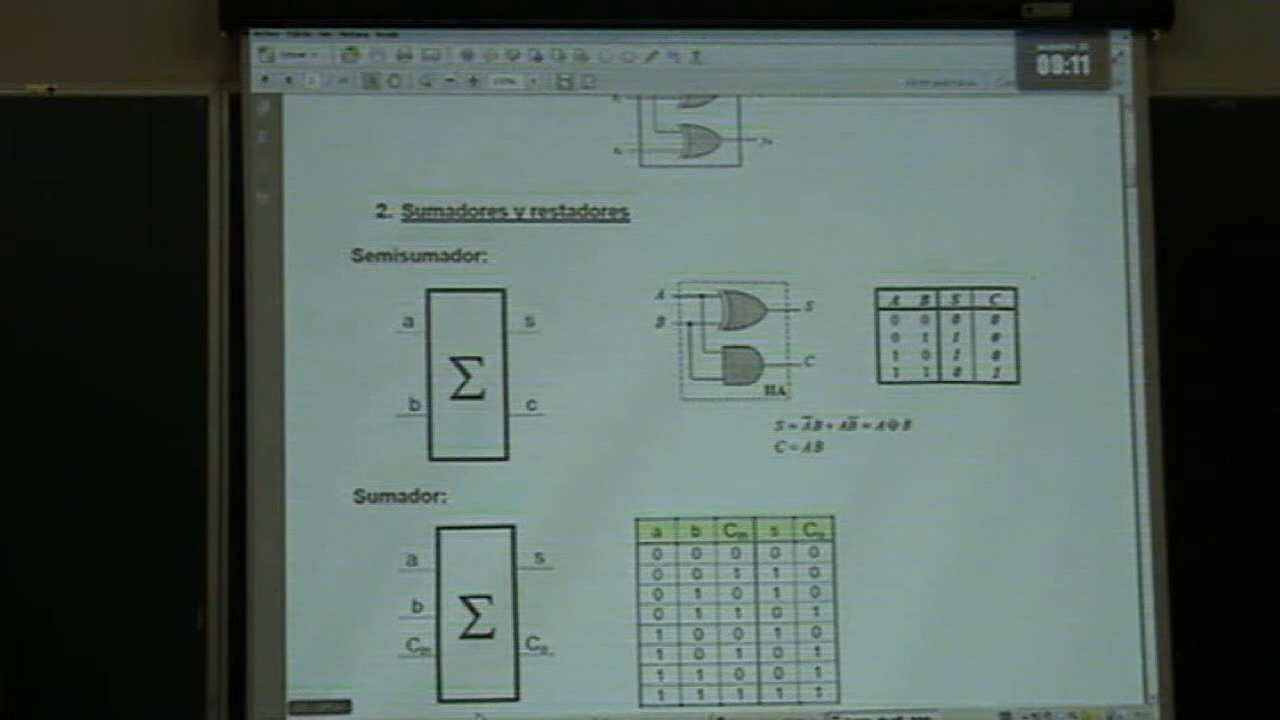 09:11
2. Sumadores y restadores
Semisumador:
a s
Σ
b c
A S
B
C
HA
A B S C
0 0 0 0
0 1 1 0
1 0 1 0
1 1 0 1
S = A̅B + AB̅ = A⊕B
C = AB
Sumador:
a s
b
Σ
Cin Co
a b Cin s Co
0 0 0 0 0
0 0 1 1 0
0 1 0 1 0
0 1 1 0 1
1 0 0 1 0
1 0 1 0 1
1 1 0 0 1
1 1 1 1 1